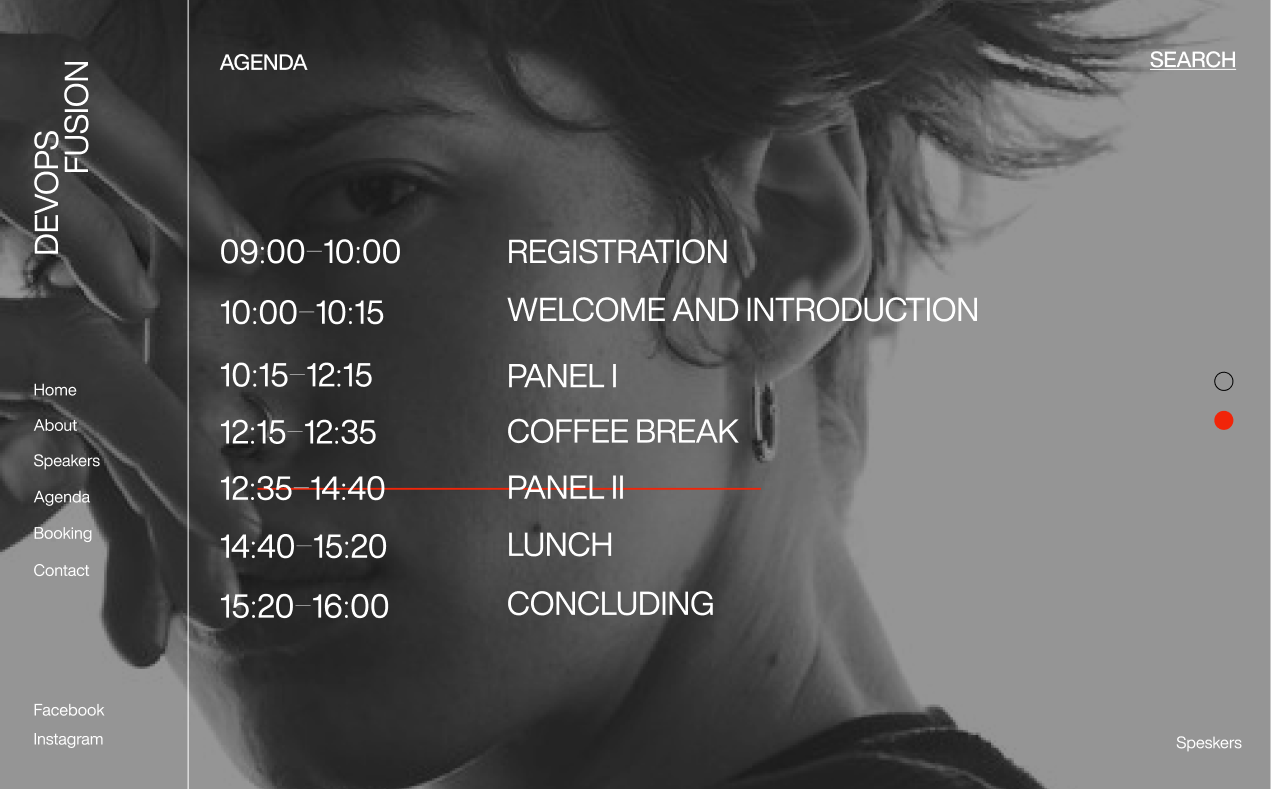 DEVOPS
FUSION
AGENDA
SEARCH
09:00—10:00 REGISTRATION
10:00—10:15 WELCOME AND INTRODUCTION
10:15—12:15 PANEL I
12:15—12:35 COFFEE BREAK
12:35—14:40 PANEL II
14:40—15:20 LUNCH
15:20—16:00 CONCLUDING
Home
About
Speakers
Agenda
Booking
Contact
Facebook
Instagram
Speskers